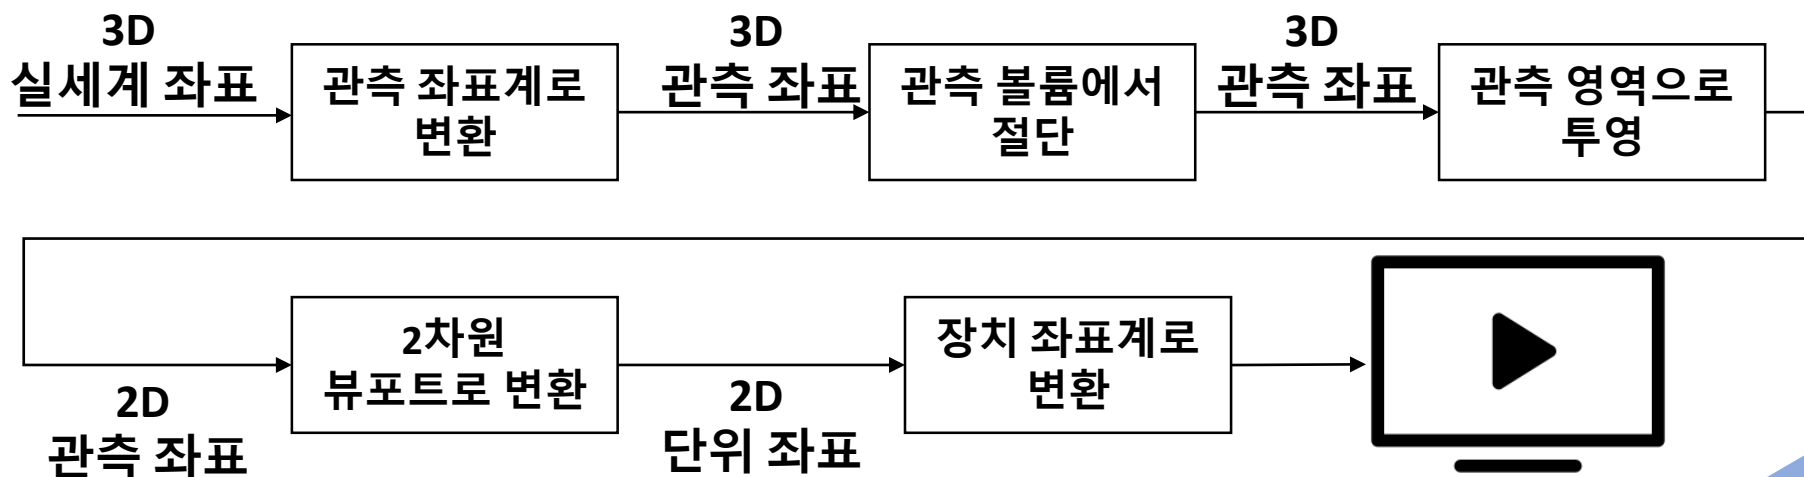 3D
실세계 좌표
관측 좌표계로
변환
3D
관측 좌표
관측 볼륨에서
절단
3D
관측 좌표
관측 영역으로
투영
2D
관측 좌표
2차원
뷰포트로 변환
2D
단위 좌표
장치 좌표계로
변환